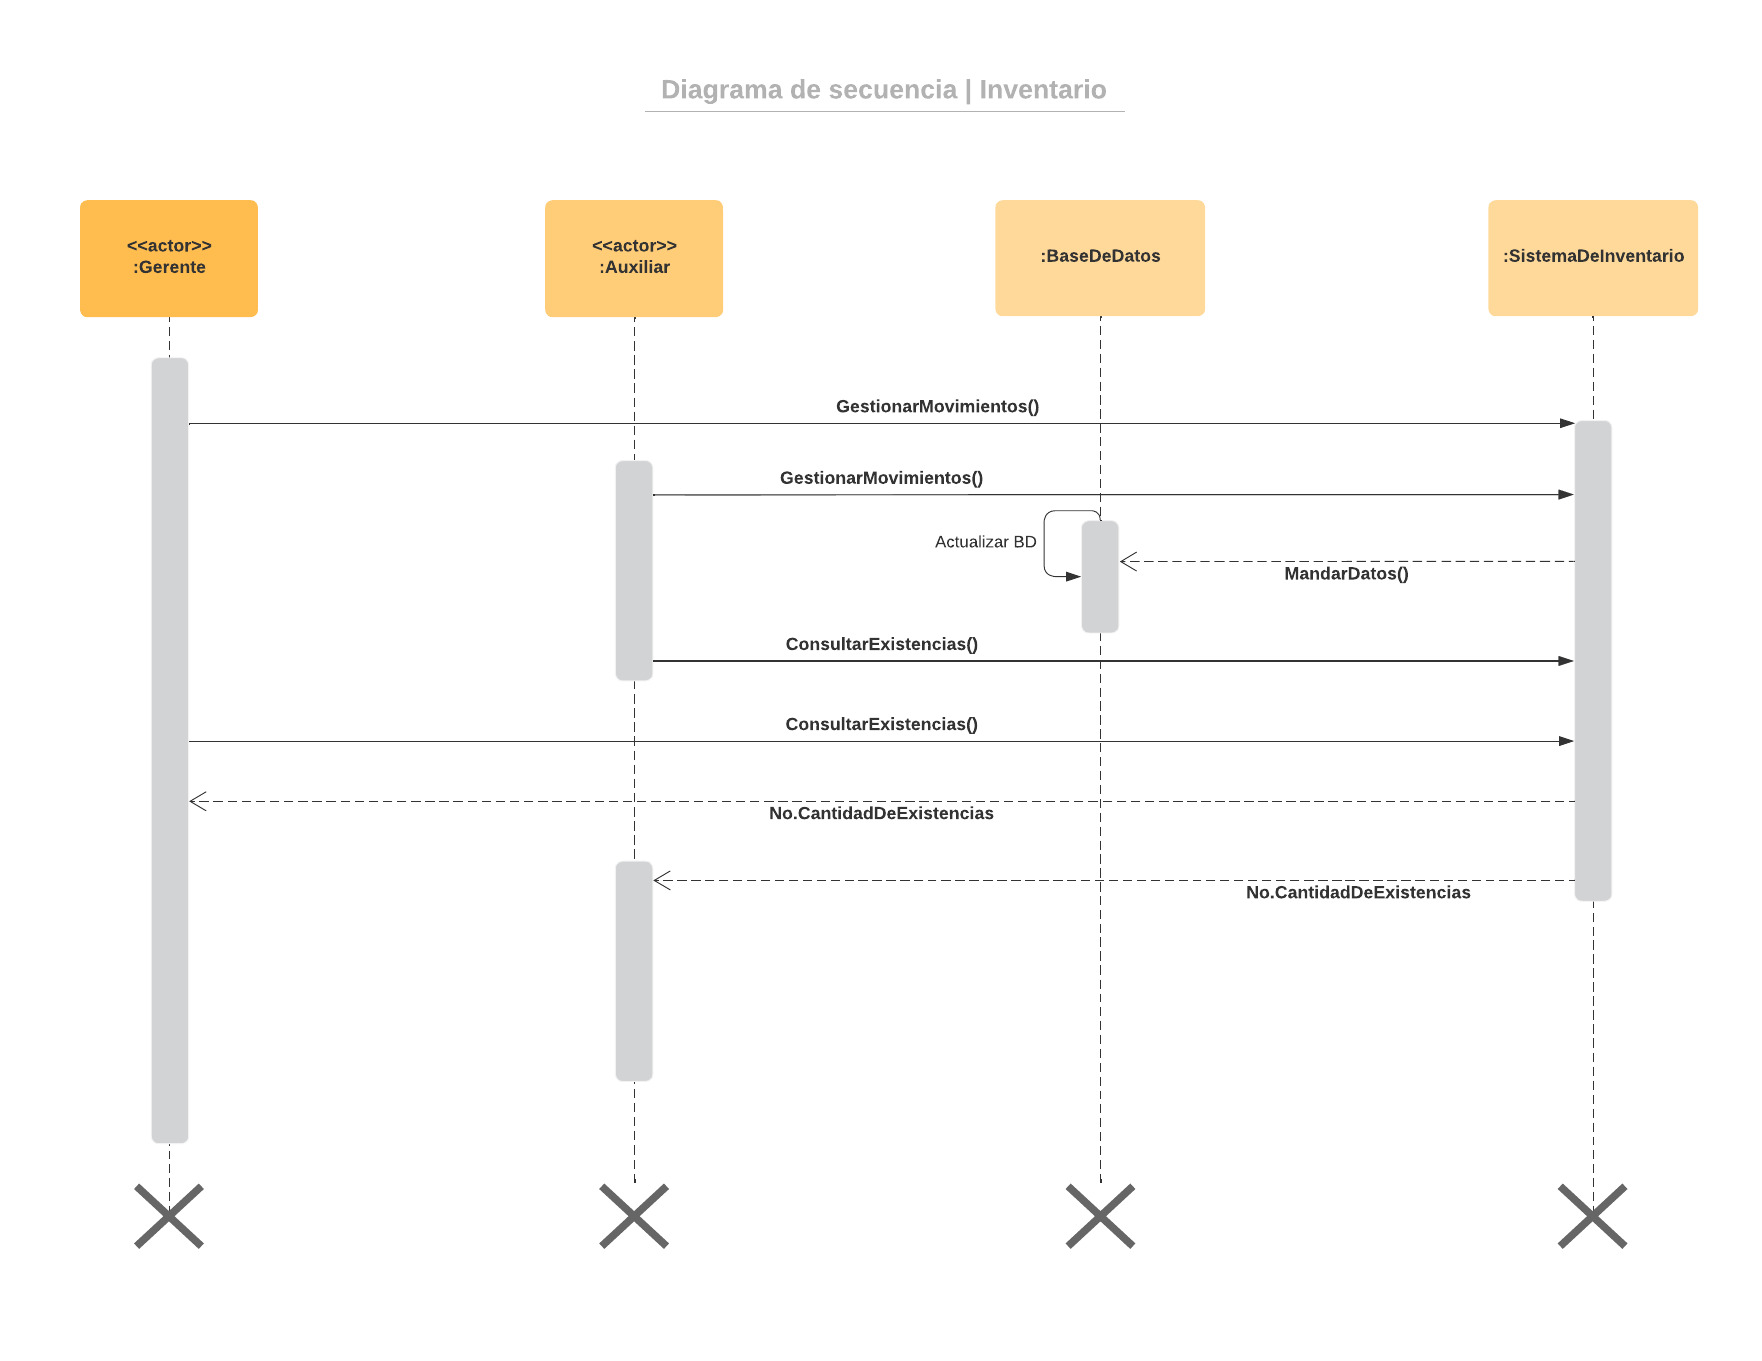 Diagrama de secuencia | Inventario
<<actor>>
:Gerente
<<actor>>
:Auxiliar
:BaseDeDatos
:SistemaDeInventario
GestionarMovimientos()
GestionarMovimientos()
Actualizar BD
MandarDatos()
ConsultarExistencias()
ConsultarExistencias()
No.CantidadDeExistencias
No.CantidadDeExistencias